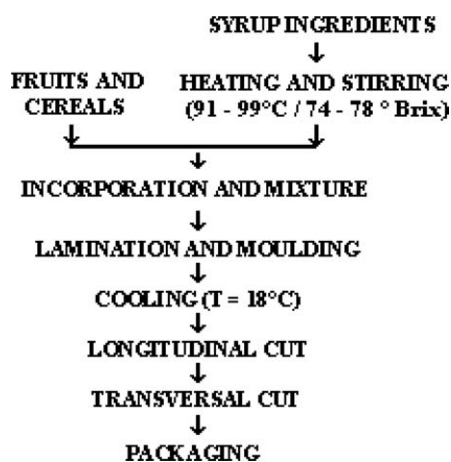 SYRUP INGREDIENTS
FRUITS AND
CEREALS
HEATING AND STIRRING
(91 - 99°C / 74 - 78 ° Brix)
INCORPORATION AND MIXTURE
LAMINATION AND MOULDING
COOLING (T = 18°C)
LONGITUDINAL CUT
TRANSVERSAL CUT
PACKAGING